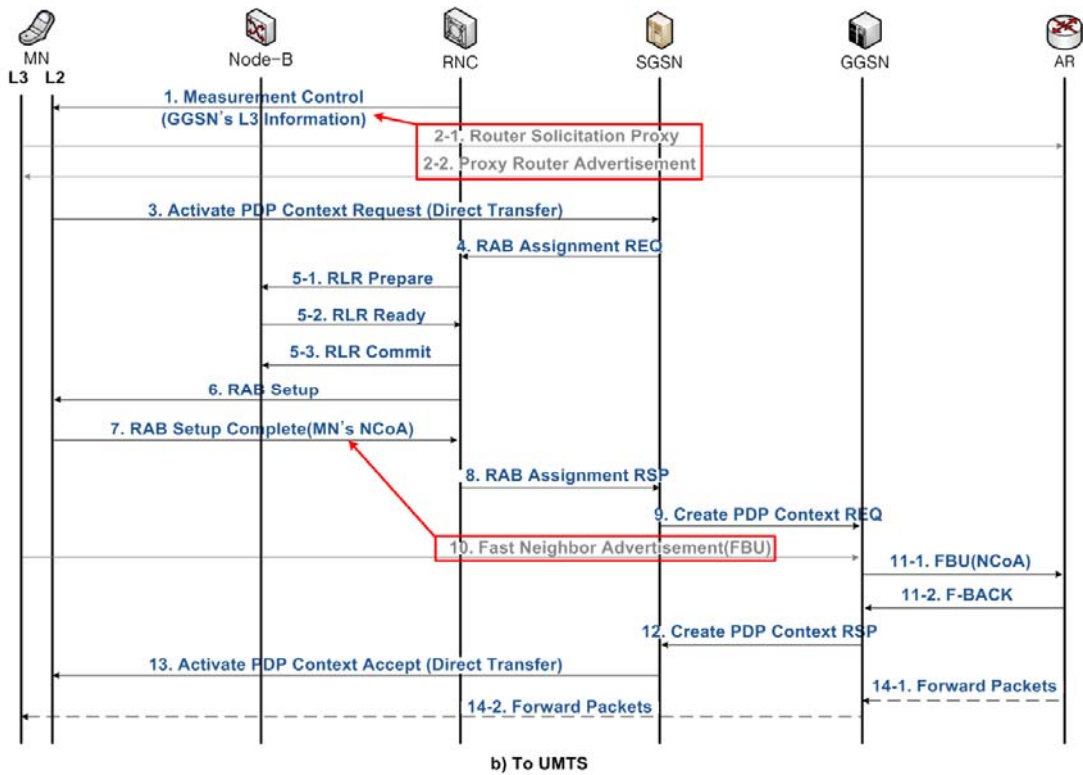 MN
Node-B
RNC
SGSN
GGSN
AR
L3 L2
1. Measurement Control
(GGSN's L3 Information)
2-1. Router Solicitation Proxy
2-2. Proxy Router Advertisement
3. Activate PDP Context Request (Direct Transfer)
4. RAB Assignment REQ
5-1. RLR Prepare
5-2. RLR Ready
5-3. RLR Commit
6. RAB Setup
7. RAB Setup Complete(MN's NCoA)
8. RAB Assignment RSP
9. Create PDP Context REQ
10. Fast Neighbor Advertisement(FBU)
11-1. FBU(NCoA)
11-2. F-BACK
12. Create PDP Context RSP
13. Activate PDP Context Accept (Direct Transfer)
14-1. Forward Packets
14-2. Forward Packets
b) To UMTS